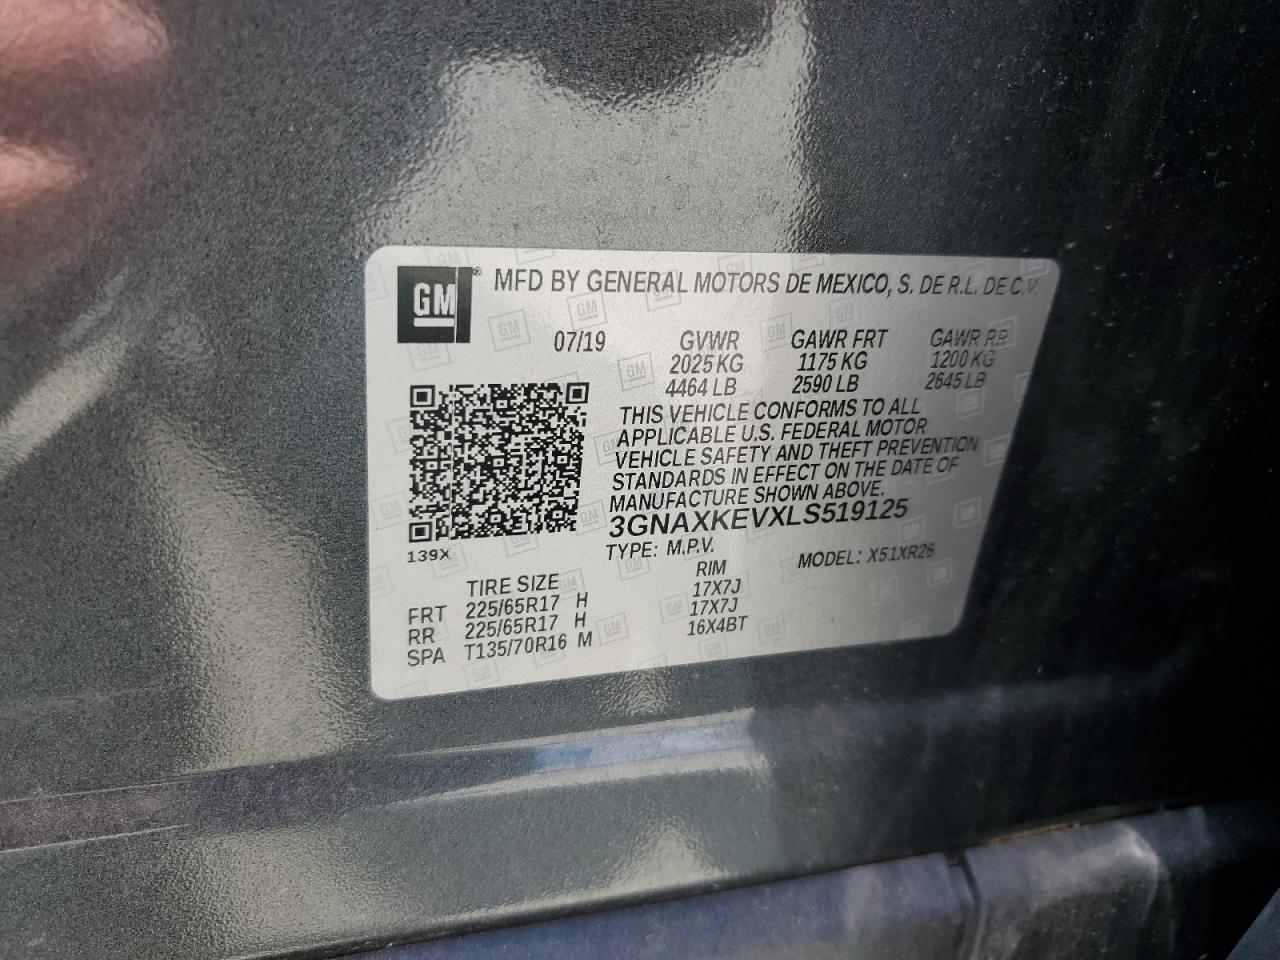 GM® MFD BY GENERAL MOTORS DE MEXICO, S. DE R.L. DE C.V.
07/19 GVWR GAWR FRT GAWR RR
2025 KG 1175 KG 1200 KG
4464 LB 2590 LB 2645 LB
THIS VEHICLE CONFORMS TO ALL
APPLICABLE U.S. FEDERAL MOTOR
VEHICLE SAFETY AND THEFT PREVENTION
STANDARDS IN EFFECT ON THE DATE OF
MANUFACTURE SHOWN ABOVE.
3GNAXKEVXLS519125
139X
TYPE: M.P.V. MODEL: X51XR26
TIRE SIZE RIM
FRT 225/65R17 H 17X7J
RR 225/65R17 H 17X7J
SPA T135/70R16 M 16X4BT